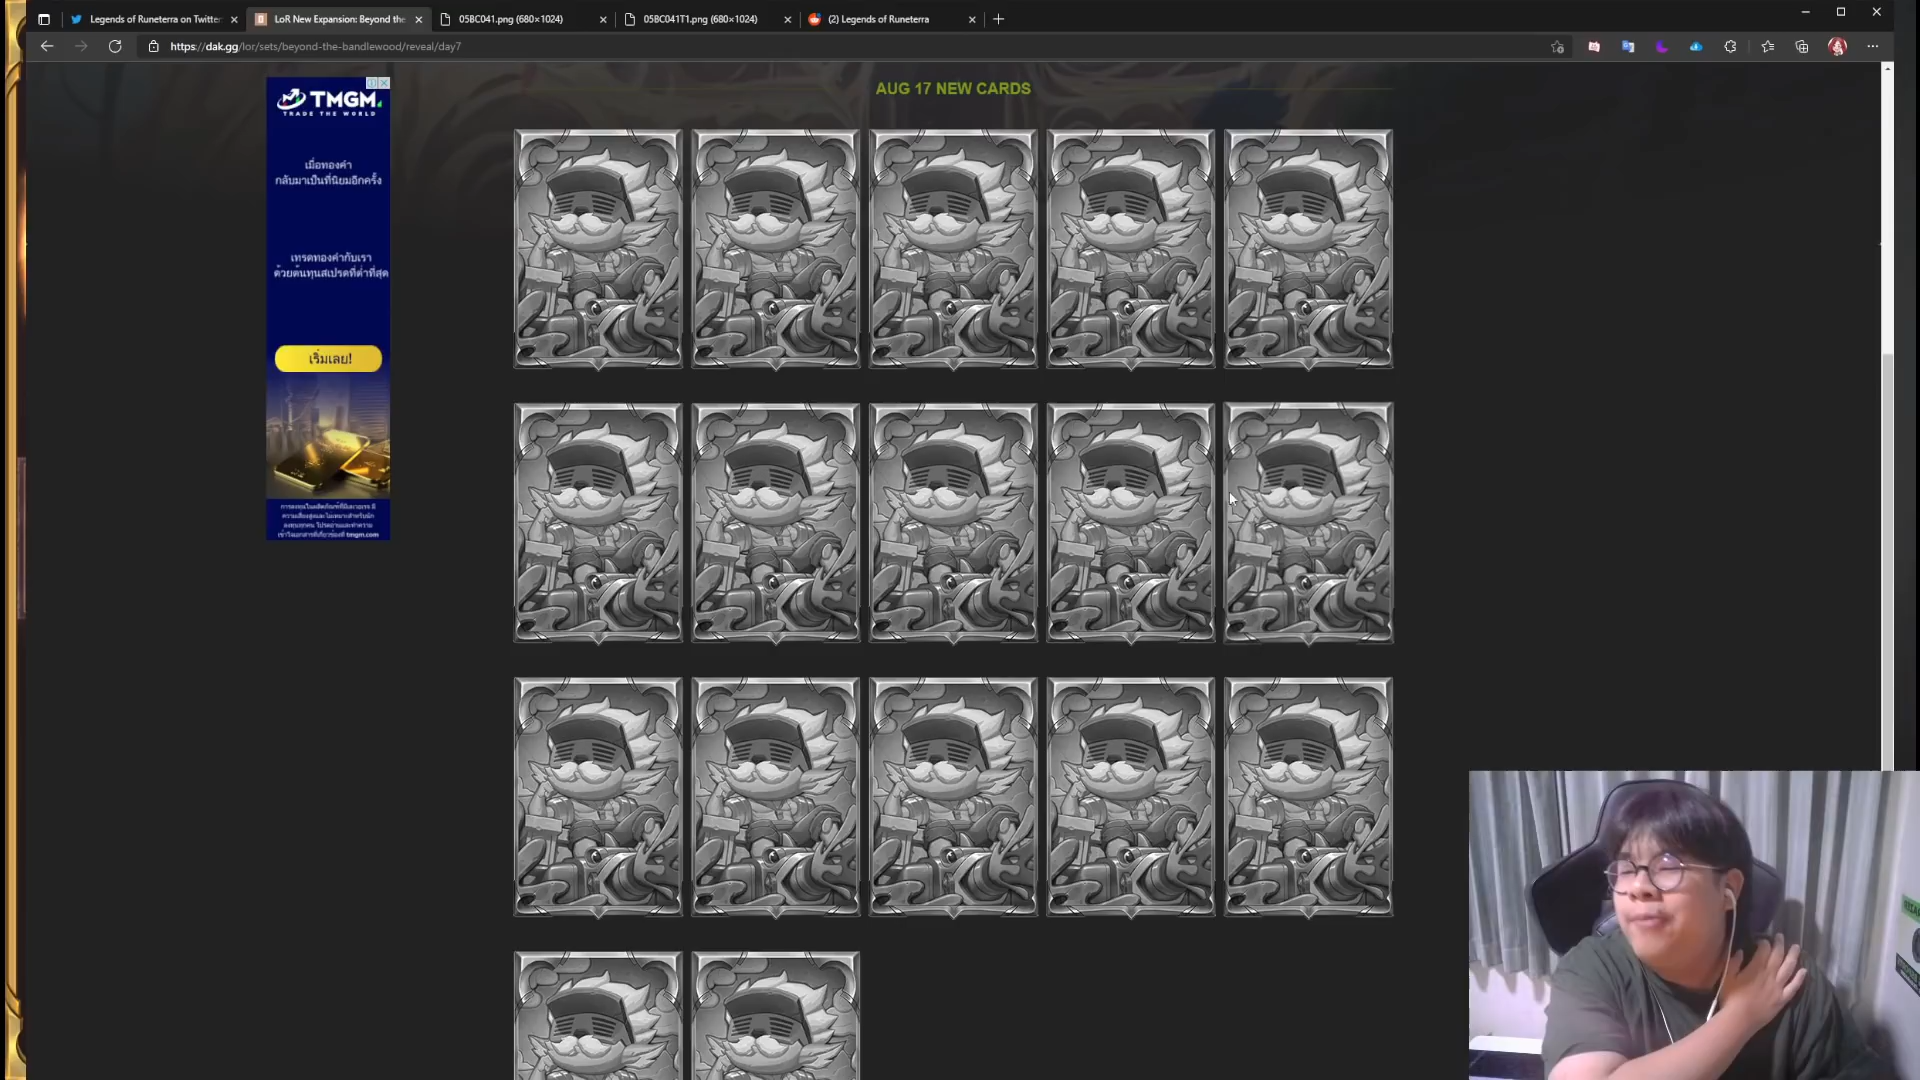 Legends of Runeterra on Twitter
LoR New Expansion: Beyond the
05BC041.png (680×1024)
05BC041T1.png (680×1024)
(2) Legends of Runeterra
https://dak.gg/lor/sets/beyond-the-bandlewood/reveal/day7
AUG 17 NEW CARDS
TMGM
TRADE THE WORLD
เมื่อทองคำ
กลับมาเป็นที่นิยมอีกครั้ง
เทรดทองคำกับเรา
ด้วยต้นทุนสเปรดที่ต่ำที่สุด
เริ่มเลย!